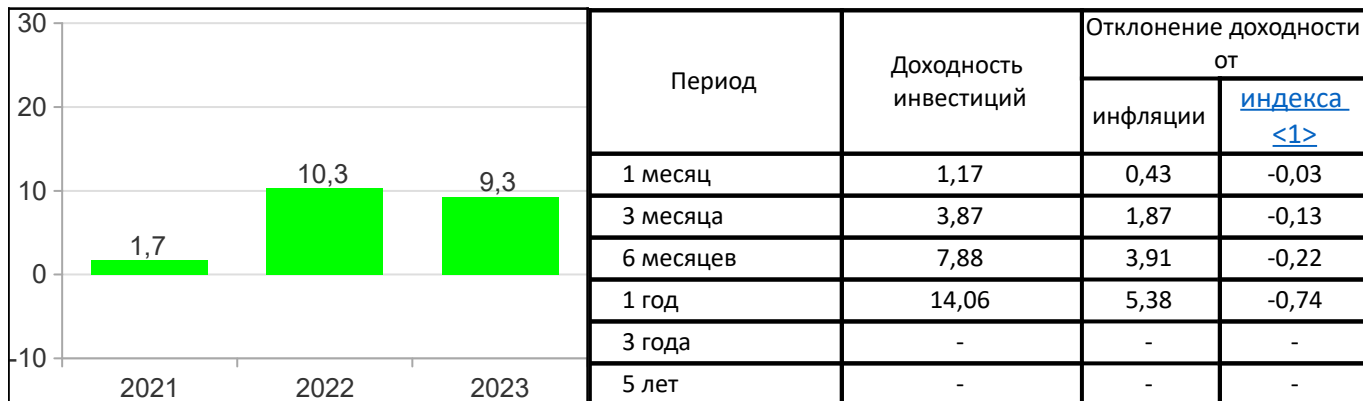 30
20
10
0
-10
1,7
10,3
9,3
2021 2022 2023
Период
Доходность
инвестиций
Отклонение доходности
от
инфляции
индекса
<1>
1 месяц 1,17 0,43 -0,03
3 месяца 3,87 1,87 -0,13
6 месяцев 7,88 3,91 -0,22
1 год 14,06 5,38 -0,74
3 года - - -
5 лет - - -